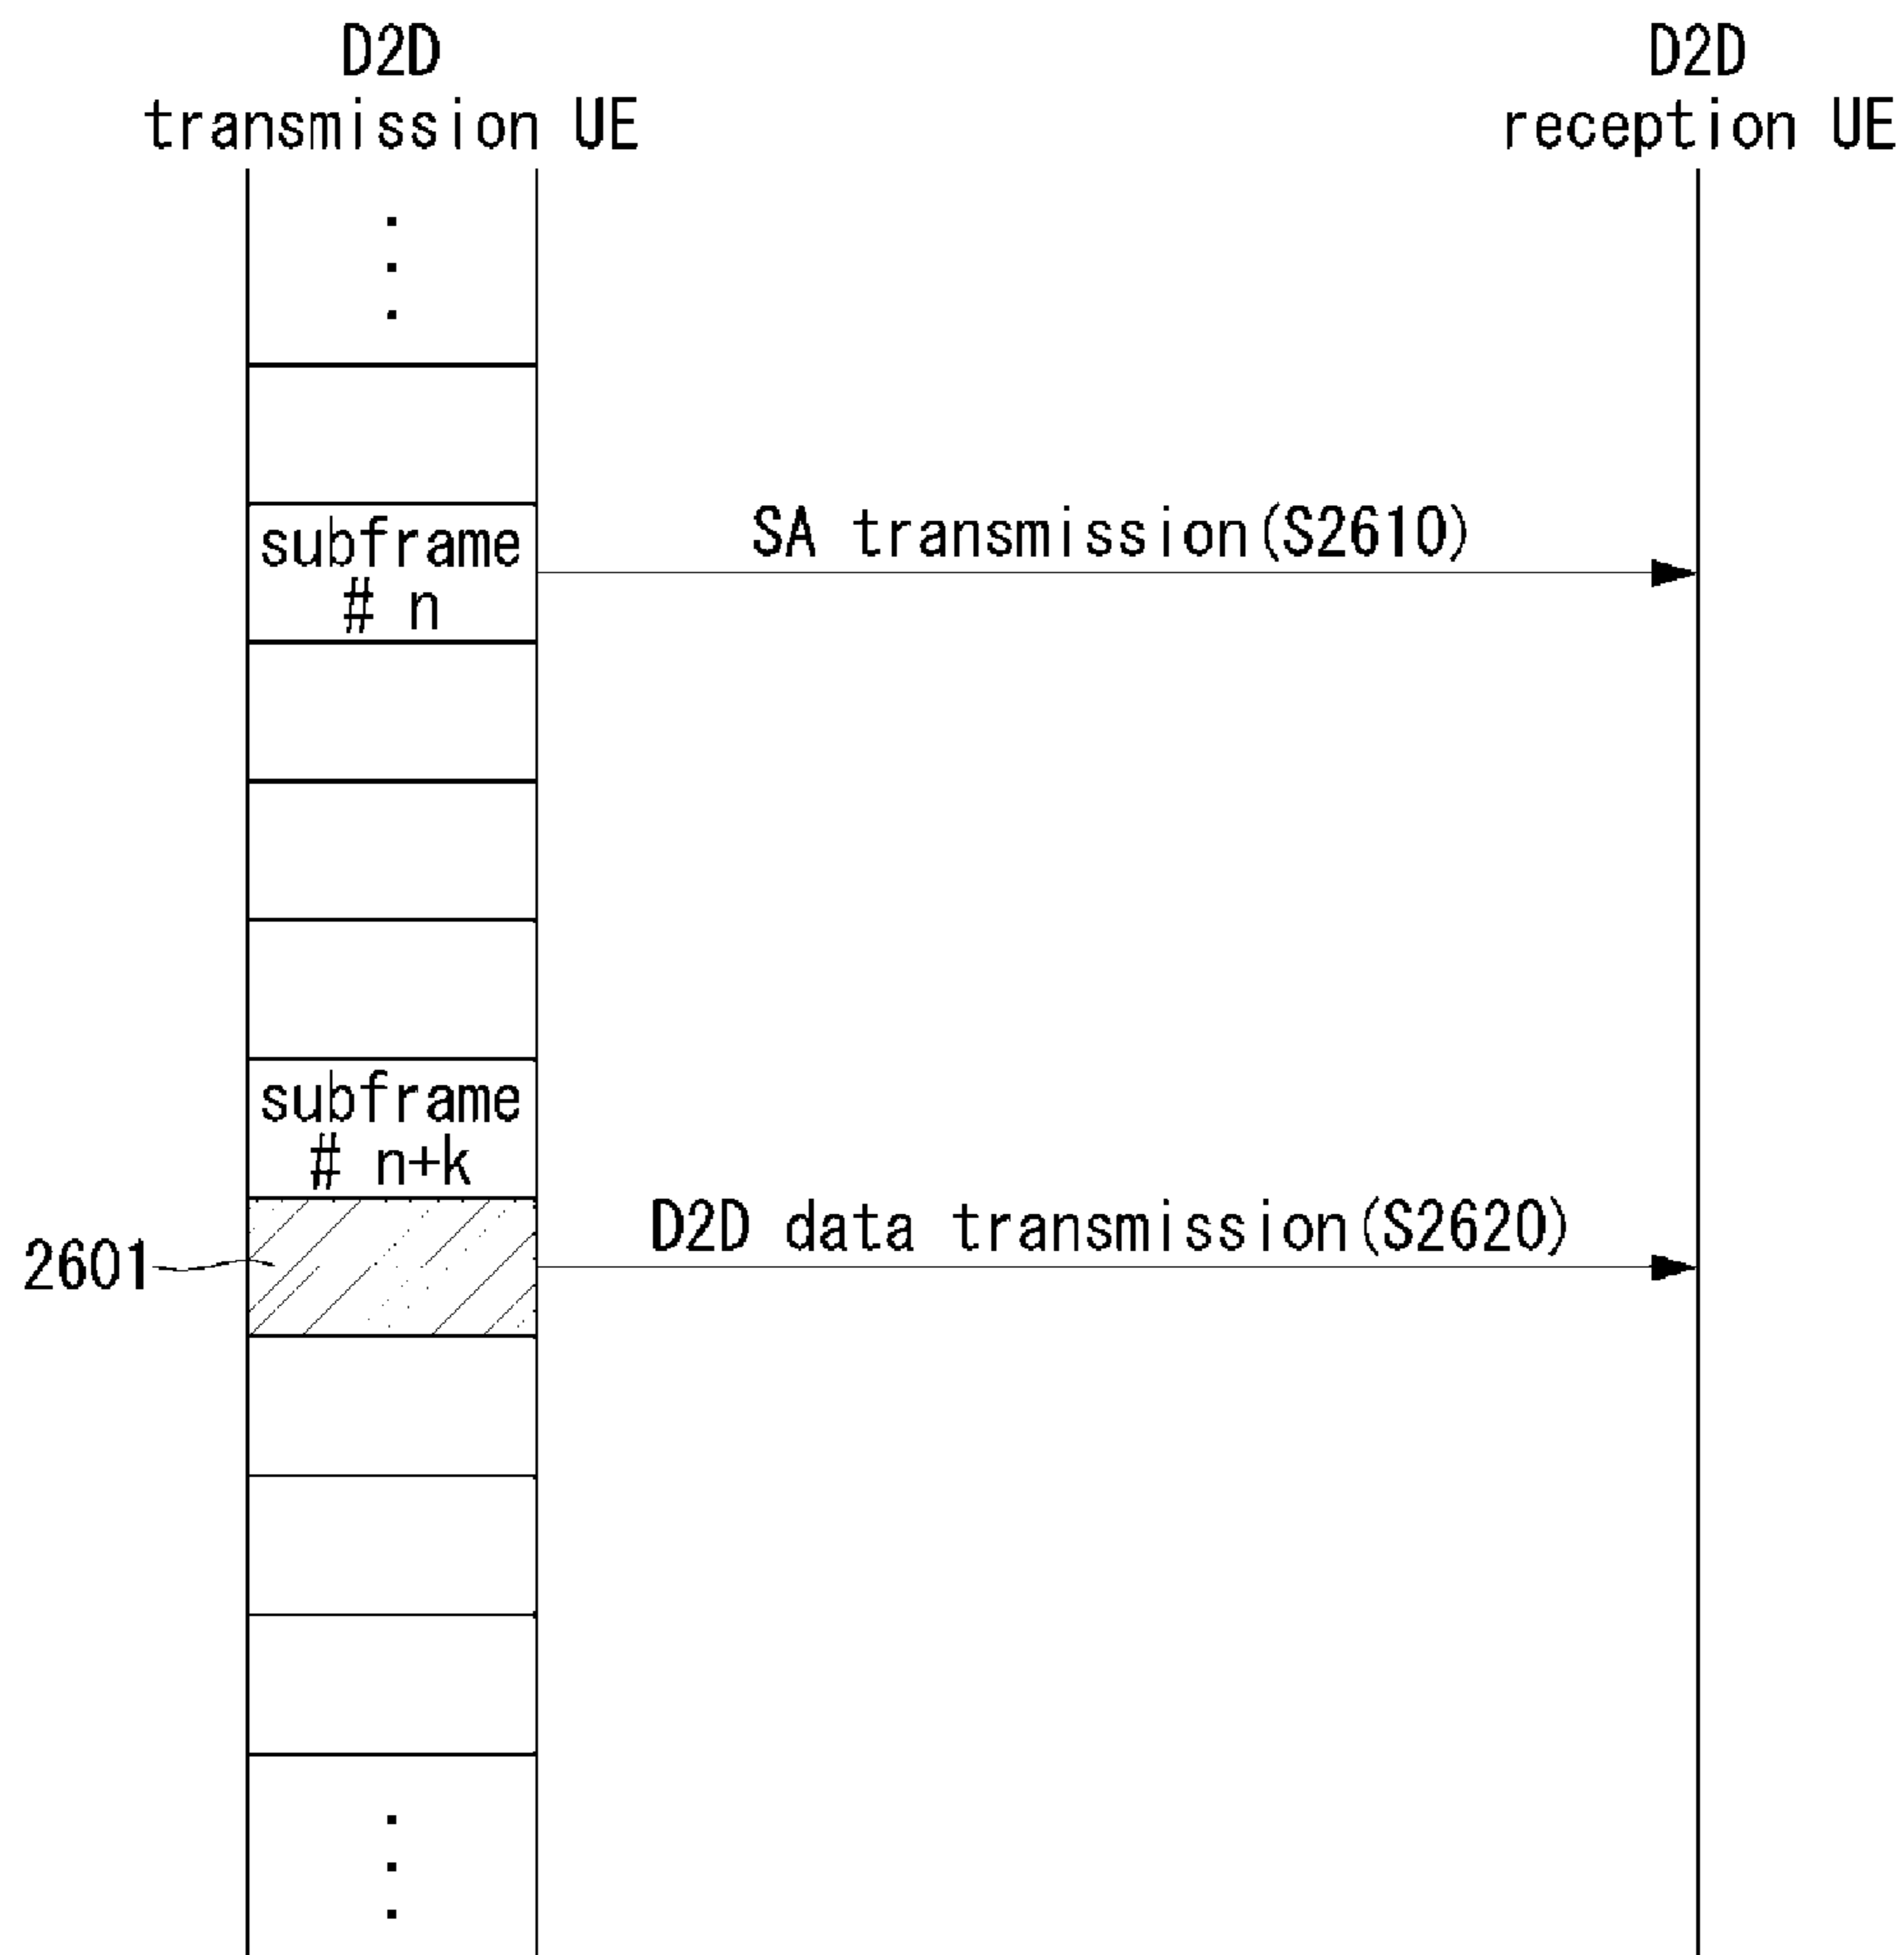 D2D
transmission UE
D2D
reception UE
subframe
# n
SA transmission(S2610)
subframe
# n+k
2601
D2D data transmission(S2620)